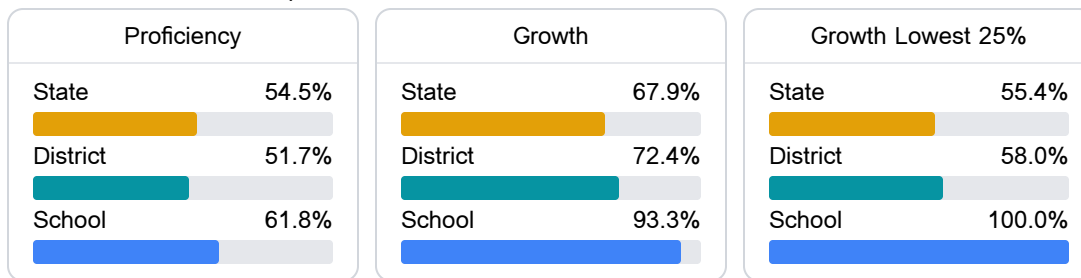 Proficiency
State 54.5%
District 51.7%
School 61.8%
Growth
State 67.9%
District 72.4%
School 93.3%
Growth Lowest 25%
State 55.4%
District 58.0%
School 100.0%